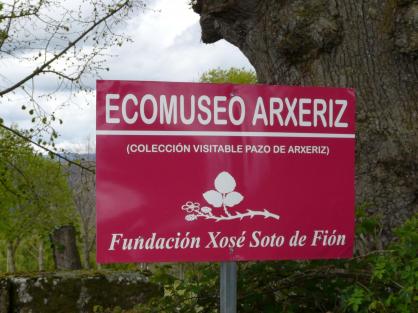 ECOMUSEO ARXERIZ
(COLECCIÓN VISITABLE PAZO DE ARXERIZ)
Fundación Xosé Soto de Fión